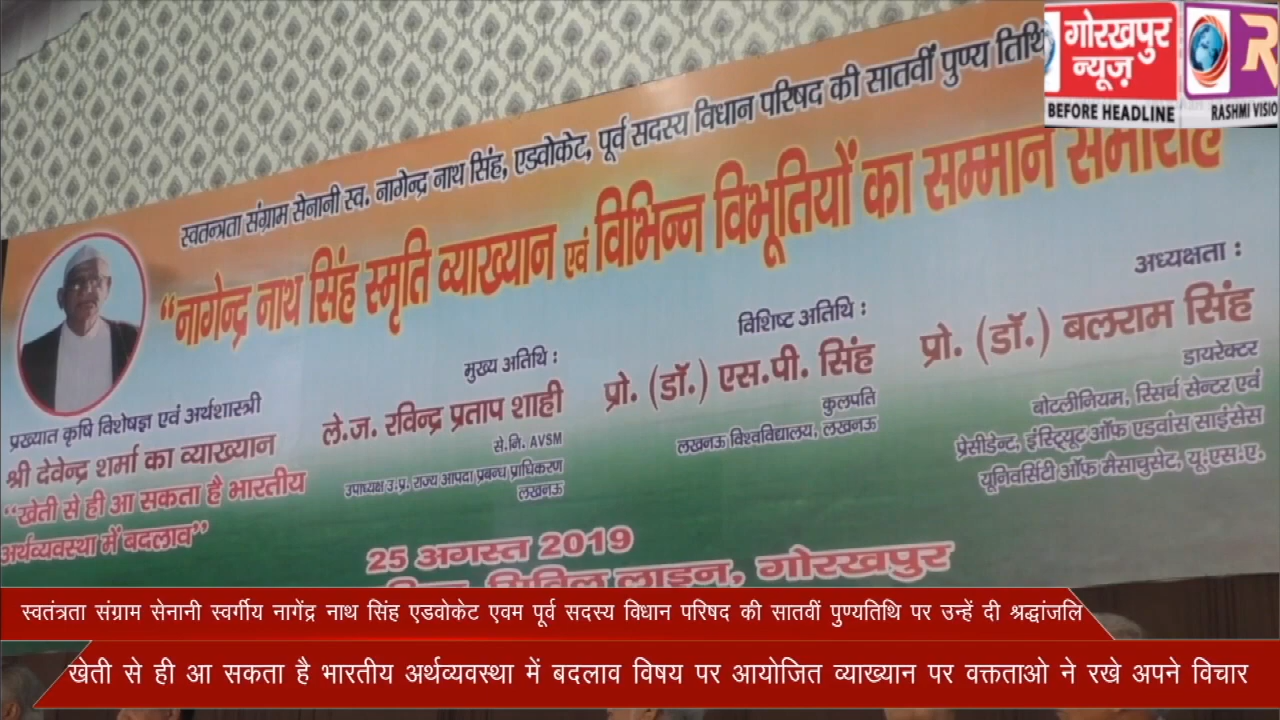 गोरखपुर
न्यूज़
BEFORE HEADLINE
R
RASHMI VISIO
स्वतन्त्रता संग्राम सेनानी स्व. नागेन्द्र नाथ सिंह, एडवोकेट, पूर्व सदस्य विधान परिषद की सातवीं पुण्य तिथि
“नागेन्द्र नाथ सिंह स्मृति व्याख्यान एवं विभिन्न विभूतियों का सम्मान समारोह
प्रख्यात कृषि विशेषज्ञ एवं अर्थशास्त्री
श्री देवेन्द्र शर्मा का व्याख्यान
“खेती से ही आ सकता है भारतीय
अर्थव्यवस्था में बदलाव”
मुख्य अतिथि :
ले.ज. रविन्द्र प्रताप शाही
से.नि. AVSM
उपाध्यक्ष उ.प्र. राज्य आपदा प्रबन्ध प्राधिकरण
लखनऊ
विशिष्ट अतिथि :
प्रो. (डॉ.) एस.पी. सिंह
कुलपति
लखनऊ विश्वविद्यालय, लखनऊ
अध्यक्षता :
प्रो. (डॉ.) बलराम सिंह
डायरेक्टर
बोटलीनियम, रिसर्च सेन्टर एवं
प्रेसीडेन्ट, इंस्टि्यूट ऑफ एडवांस साइंसेस
यूनिवर्सिटी ऑफ मैसाचुसेट, यू.एस.ए.
25 अगस्त 2019
सिविल लाइन, गोरखपुर
स्वतंत्रता संग्राम सेनानी स्वर्गीय नागेंद्र नाथ सिंह एडवोकेट एवम पूर्व सदस्य विधान परिषद की सातवीं पुण्यतिथि पर उन्हें दी श्रद्धांजलि
खेती से ही आ सकता है भारतीय अर्थव्यवस्था में बदलाव विषय पर आयोजित व्याख्यान पर वक्तताओ ने रखे अपने विचार